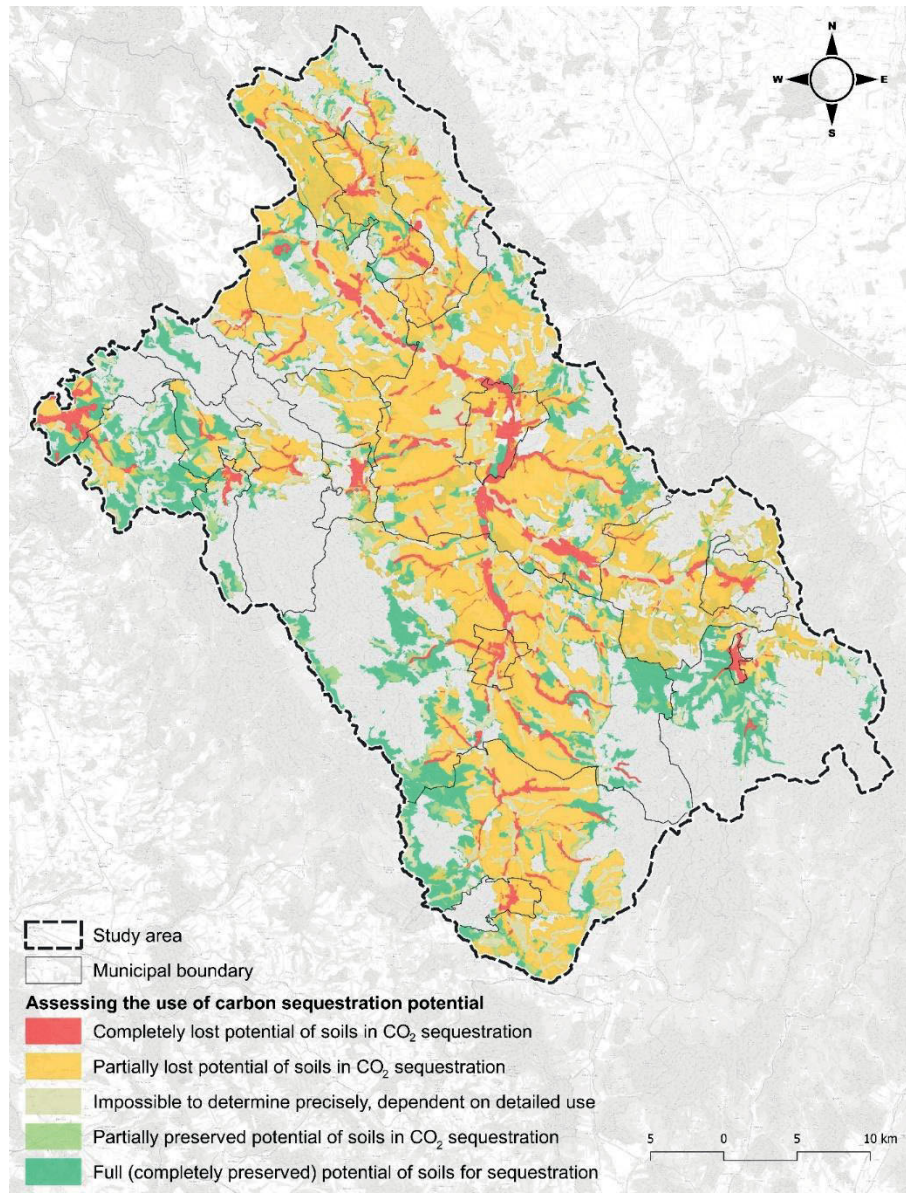 N
W E
S
Study area
Municipal boundary
Assessing the use of carbon sequestration potential
Completely lost potential of soils in CO₂ sequestration
Partially lost potential of soils in CO₂ sequestration
Impossible to determine precisely, dependent on detailed use
Partially preserved potential of soils in CO₂ sequestration
Full (completely preserved) potential of soils for sequestration
5 0 5 10 km